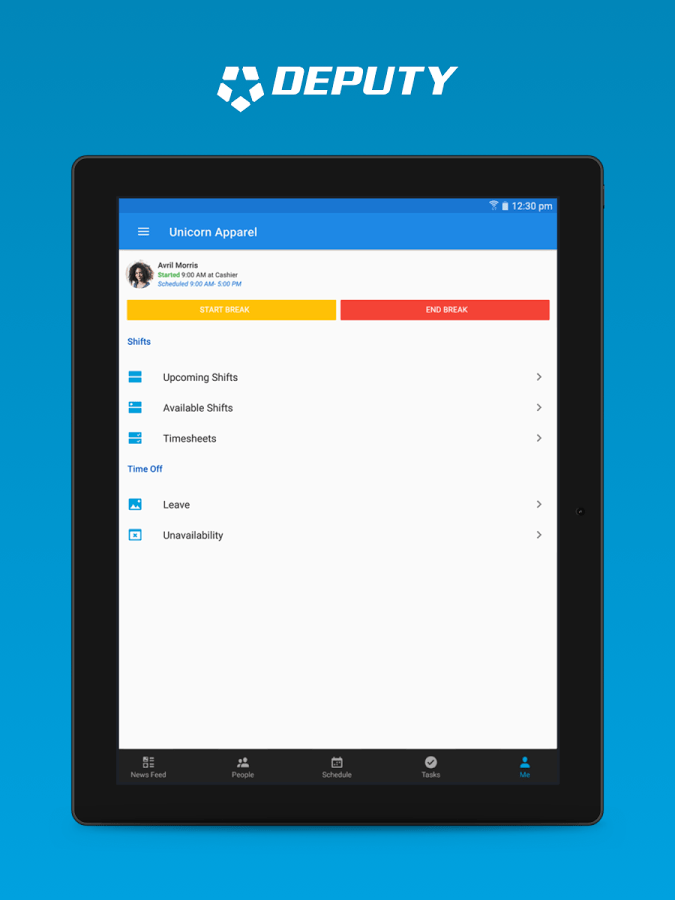 DEPUTY
12:30 pm
Unicorn Apparel
Avril Morris
Started 9:00 AM at Cashier
Scheduled 9:00 AM- 5:00 PM
START BREAK
END BREAK
Shifts
Upcoming Shifts
Available Shifts
Timesheets
Time Off
Leave
Unavailability
News Feed
People
Schedule
Tasks
Me